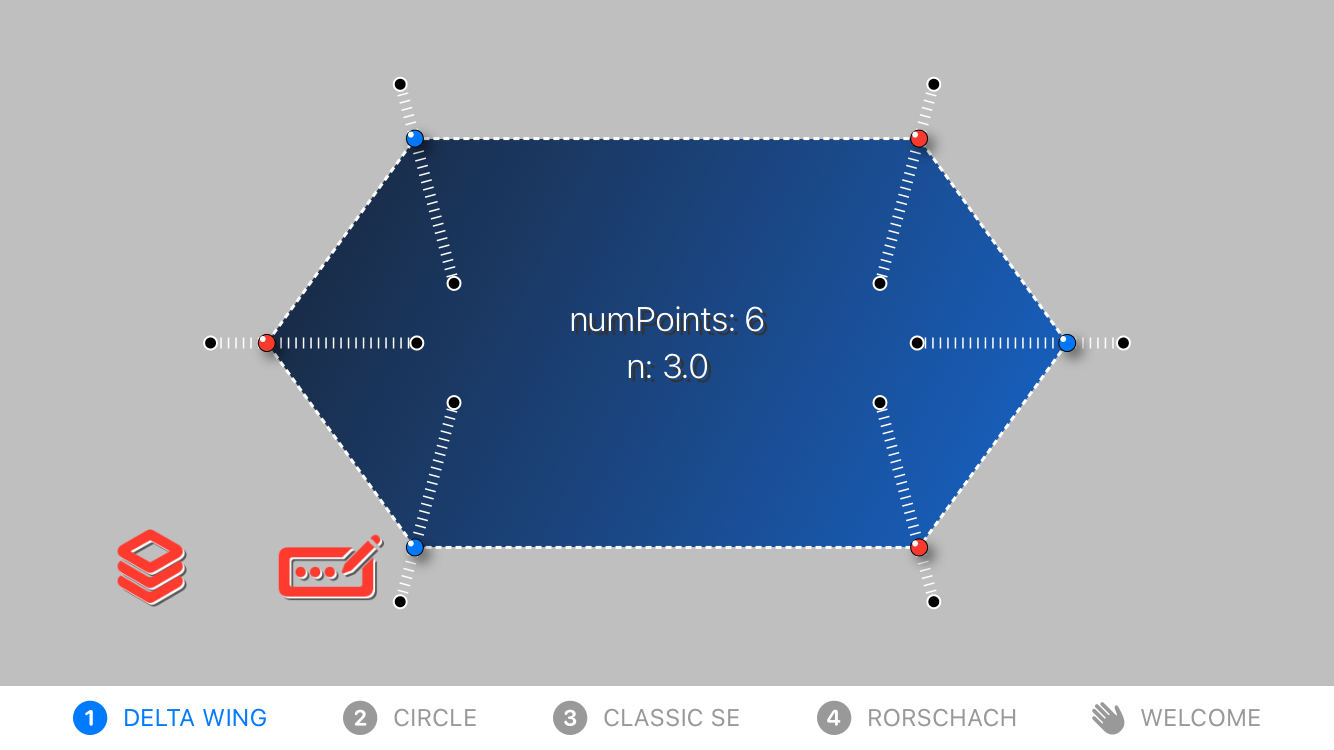 numPoints: 6
n: 3.0
1 DELTA WING
2 CIRCLE
3 CLASSIC SE
4 RORSCHACH
WELCOME